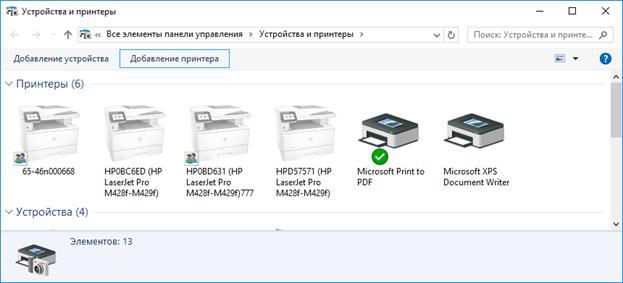 Устройства и принтеры
Все элементы панели управления > Устройства и принтеры >
Поиск: Устройства и принте...
Добавление устройства Добавление принтера
Принтеры (6)
65-46n000668
HP0BC6ED (HP
LaserJet Pro
M428f-M429f)
HP0BD631 (HP
LaserJet Pro
M428f-M429f)777
HPD57571 (HP
LaserJet Pro
M428f-M429f)
Microsoft Print to
PDF
Microsoft XPS
Document Writer
Устройства (4)
Элементов: 13